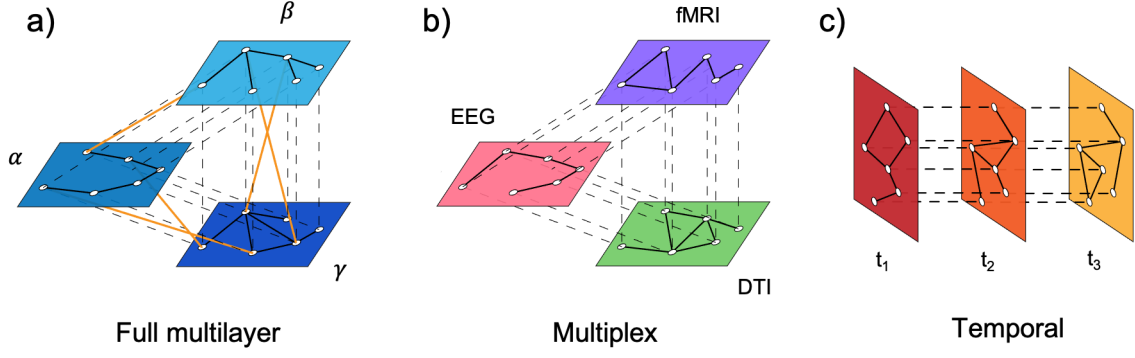 a)
β
α
γ
Full multilayer
b)
fMRI
EEG
DTI
Multiplex
c)
t₁
t₂
t₃
Temporal